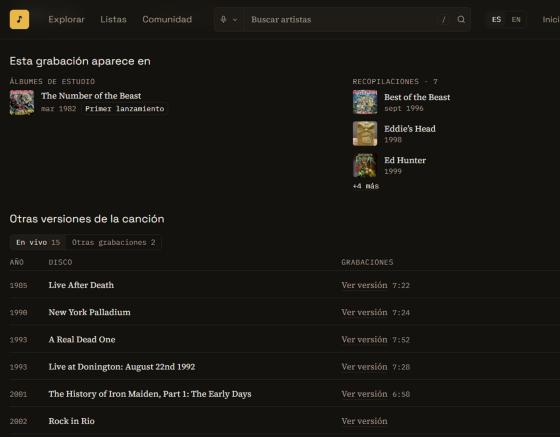 Explorar Listas Comunidad Buscar artistas / ES EN Inici
Esta grabación aparece en
ÁLBUMES DE ESTUDIO
The Number of the Beast
mar 1982 Primer lanzamiento
RECOPILACIONES · 7
Best of the Beast
sept 1996
Eddie's Head
1998
Ed Hunter
1999
+4 más
Otras versiones de la canción
En vivo 15 Otras grabaciones 2
AÑO DISCO GRABACIONES
1985 Live After Death Ver versión 7:22
1990 New York Palladium Ver versión 7:24
1993 A Real Dead One Ver versión 7:52
1993 Live at Donington: August 22nd 1992 Ver versión 7:28
2001 The History of Iron Maiden, Part 1: The Early Days Ver versión 6:58
2002 Rock in Rio Ver versión